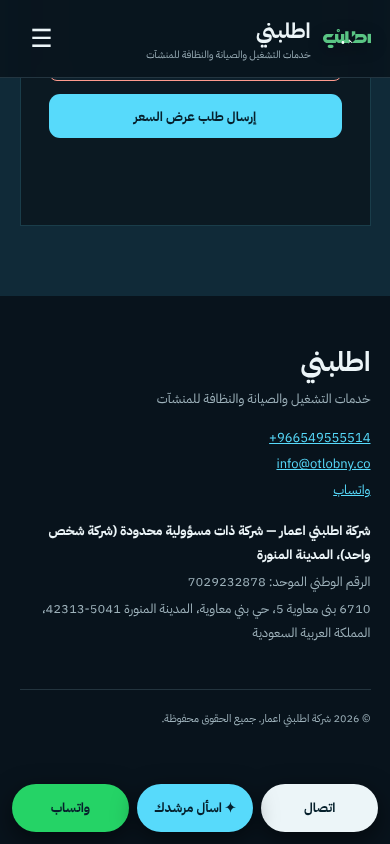 اطلبني
اطلبني
خدمات التشغيل والصيانة والنظافة للمنشآت
إرسال طلب عرض السعر
اطلبني
خدمات التشغيل والصيانة والنظافة للمنشآت
+966549555514
info@otlobny.co
واتساب
شركة اطلبني اعمار — شركة ذات مسؤولية محدودة (شركة شخص
واحد)، المدينة المنورة
الرقم الوطني الموحد: 7029232878
6710 بنى معاوية 5، حي بني معاوية، المدينة المنورة 5041-42313،
المملكة العربية السعودية
© 2026 شركة اطلبني اعمار. جميع الحقوق محفوظة.
اتصال
✦ اسأل مرشدك
واتساب